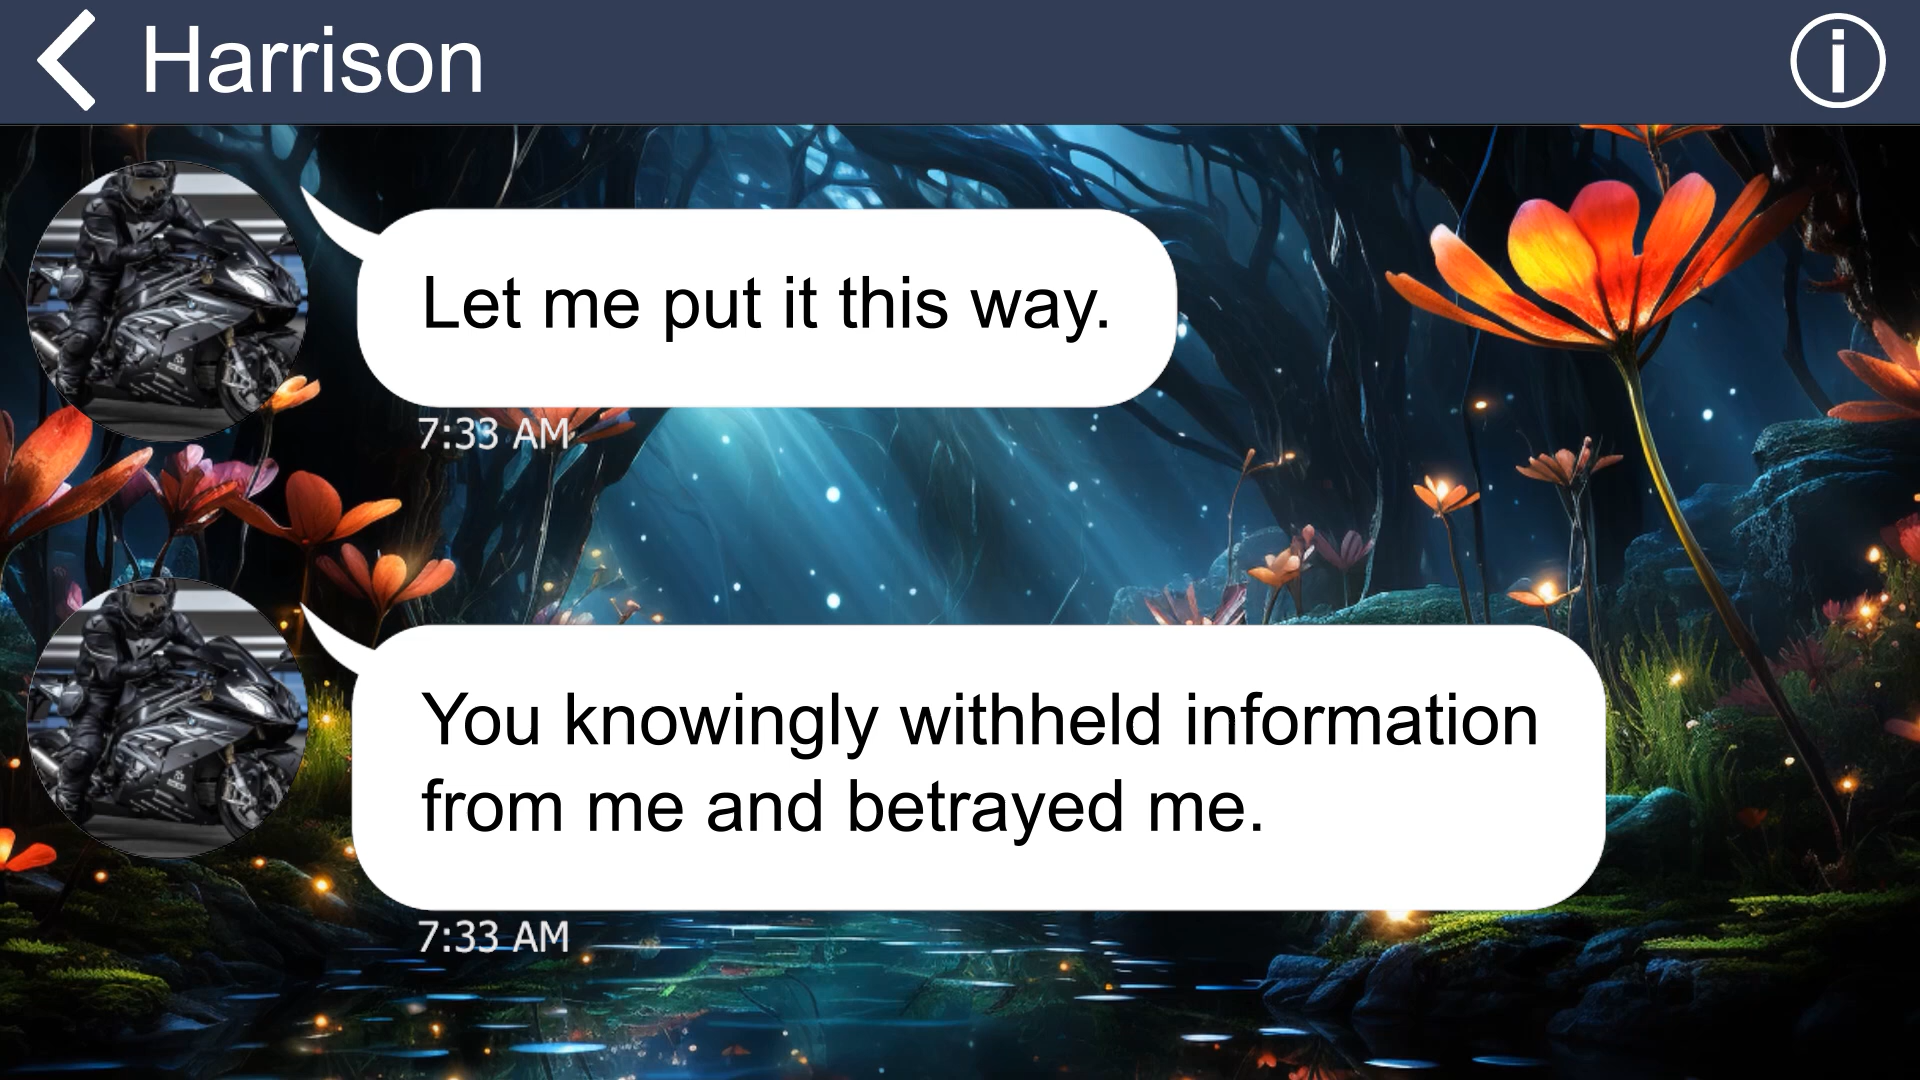 Harrison
Let me put it this way.
7:33 AM
You knowingly withheld information
from me and betrayed me.
7:33 AM